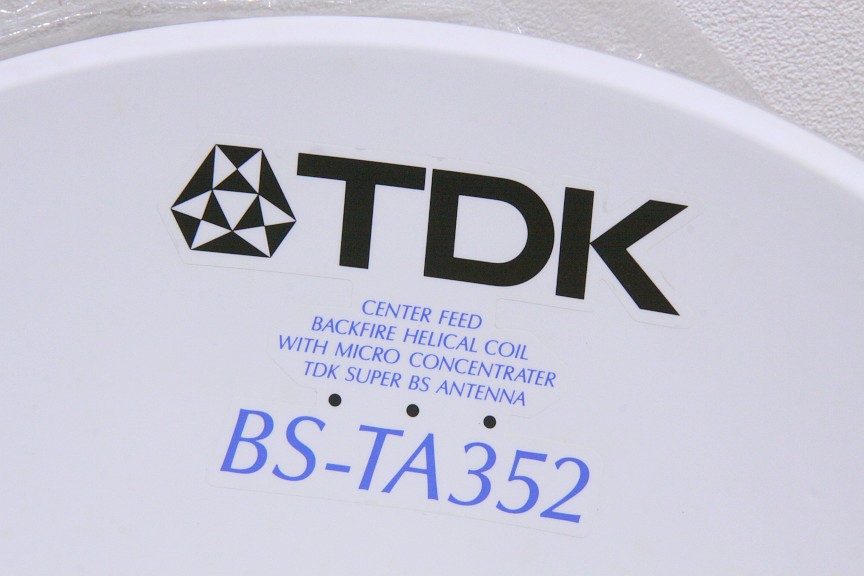 TDK
CENTER FEED
BACKFIRE HELICAL COIL
WITH MICRO CONCENTRATER
TDK SUPER BS ANTENNA
BS-TA352